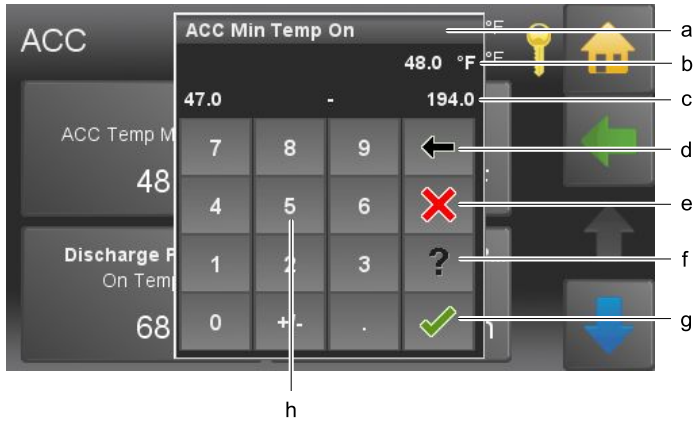 ACC
ACC Min Temp On
°F
a
48.0 °F
°F
b
47.0 - 194.0
c
ACC Temp M
48
7 8 9
d
4 5 6
e
Discharge F
On Temp
68
1 2 3 ?
f
0 +/- .
g
h